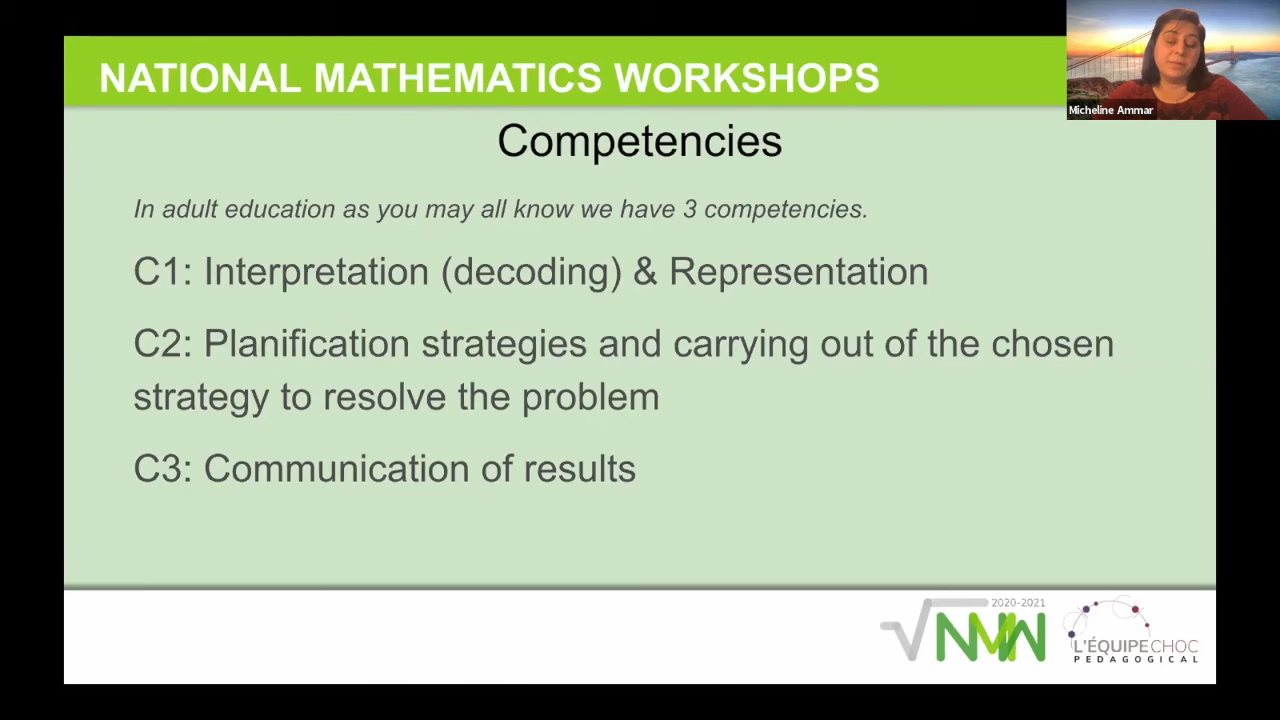 NATIONAL MATHEMATICS WORKSHOPS
Micheline Ammar
Competencies
In adult education as you may all know we have 3 competencies.
C1: Interpretation (decoding) & Representation
C2: Planification strategies and carrying out of the chosen
strategy to resolve the problem
C3: Communication of results
2020-2021
√NMW
L'ÉQUIPECHOC
PEDAGOGICAL